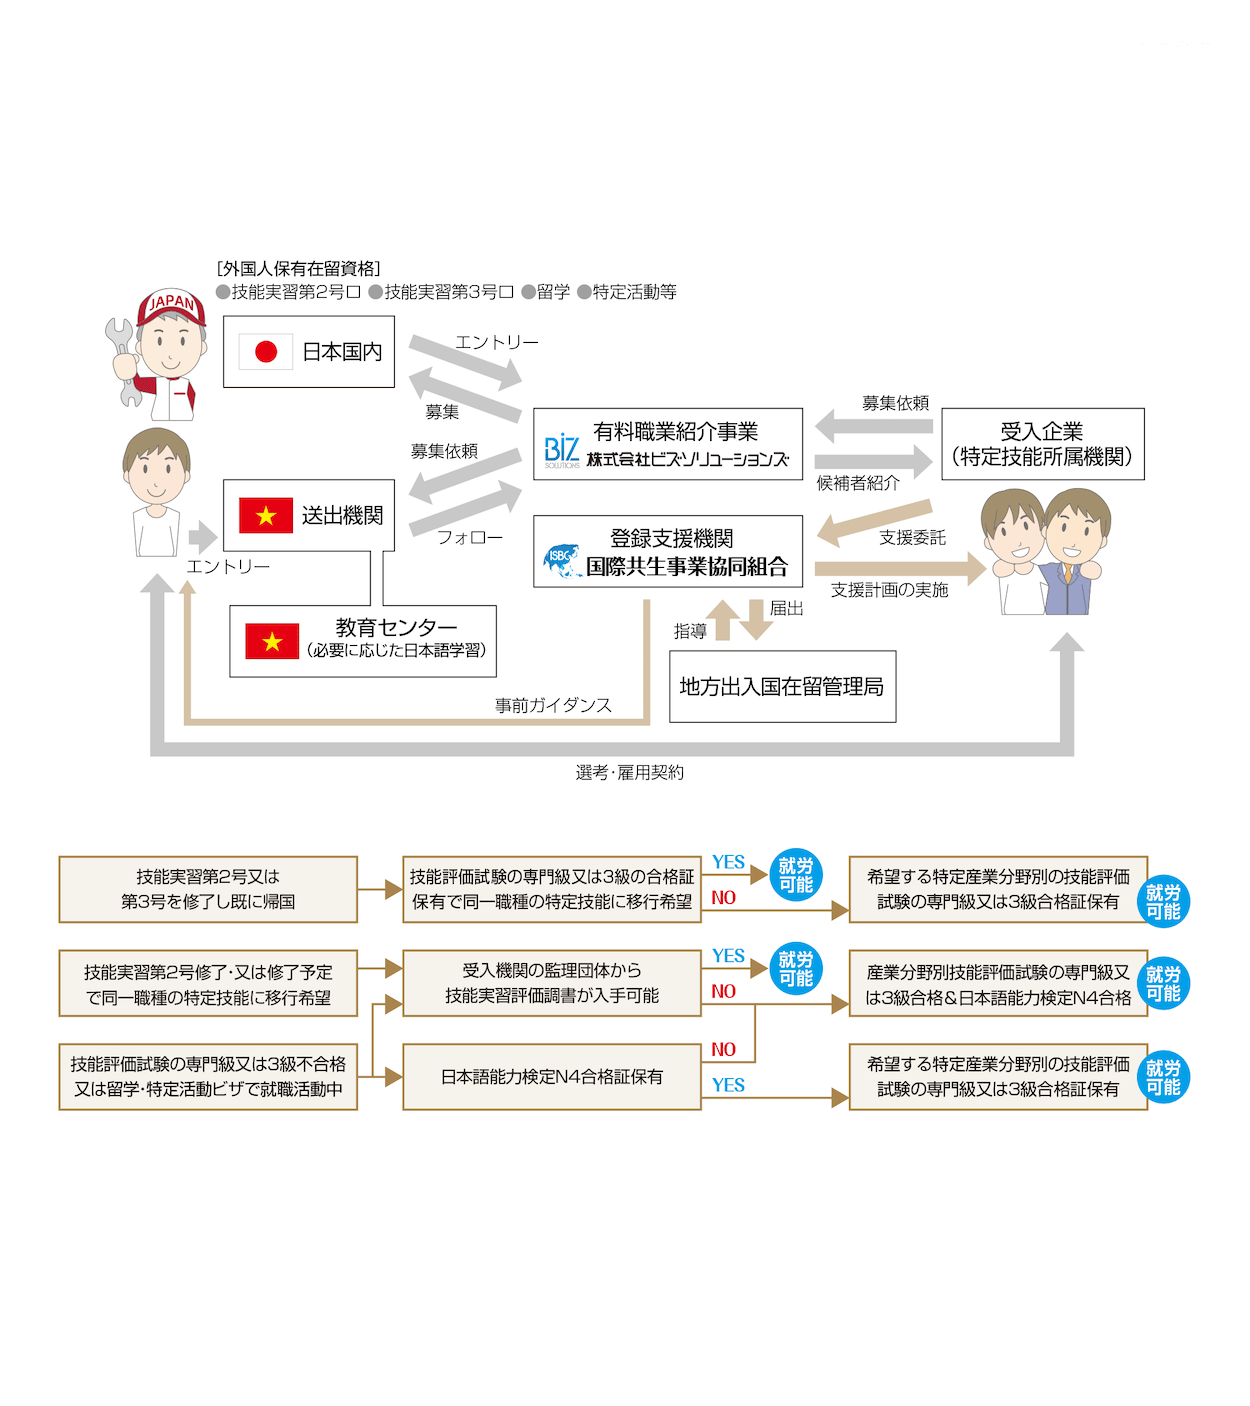 ［外国人保有在留資格］
●技能実習第2号ロ ●技能実習第3号ロ ●留学 ●特定活動等
JAPAN
日本国内
エントリー
募集
募集依頼
フォロー
送出機関
エントリー
教育センター
（必要に応じた日本語学習）
有料職業紹介事業
BiZ
SOLUTIONS
株式会社ビズソリューションズ
募集依頼
候補者紹介
受入企業
（特定技能所属機関）
登録支援機関
ISBC
国際共生事業協同組合
支援委託
支援計画の実施
指導
届出
地方出入国在留管理局
事前ガイダンス
選考・雇用契約
技能実習第2号又は
第3号を修了し既に帰国
技能評価試験の専門級又は3級の合格証
保有で同一職種の特定技能に移行希望
YES
就労
可能
NO
希望する特定産業分野別の技能評価
試験の専門級又は3級合格証保有
就労
可能
技能実習第2号修了・又は修了予定
で同一職種の特定技能に移行希望
受入機関の監理団体から
技能実習評価調書が入手可能
YES
就労
可能
NO
産業分野別技能評価試験の専門級又
は3級合格＆日本語能力検定N4合格
就労
可能
技能評価試験の専門級又は3級不合格
又は留学・特定活動ビザで就職活動中
日本語能力検定N4合格証保有
NO
YES
希望する特定産業分野別の技能評価
試験の専門級又は3級合格証保有
就労
可能